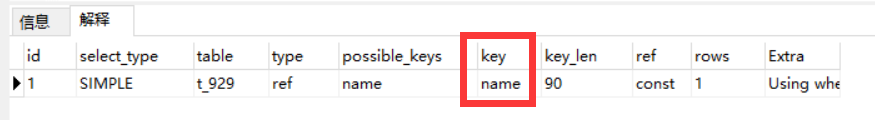 信息 解释
id select_type table type possible_keys key key_len ref rows Extra
1 SIMPLE t_929 ref name name 90 const 1 Using whe